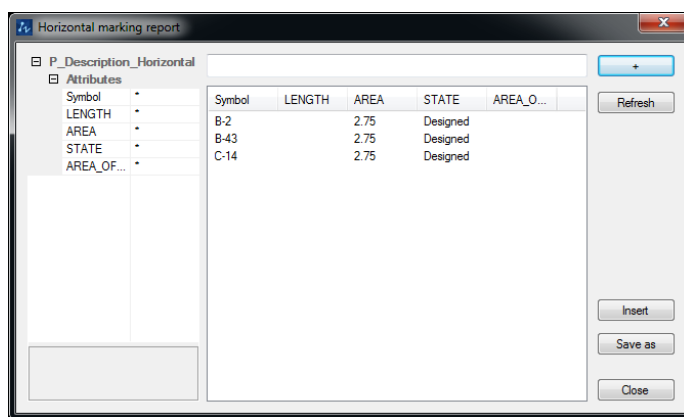 Horizontal marking report
P_Description_Horizontal
Attributes
Symbol *
LENGTH *
AREA *
STATE *
AREA_OF... *
+
Refresh
Symbol LENGTH AREA STATE AREA_O...
B-2 2.75 Designed
B-43 2.75 Designed
C-14 2.75 Designed
Insert
Save as
Close